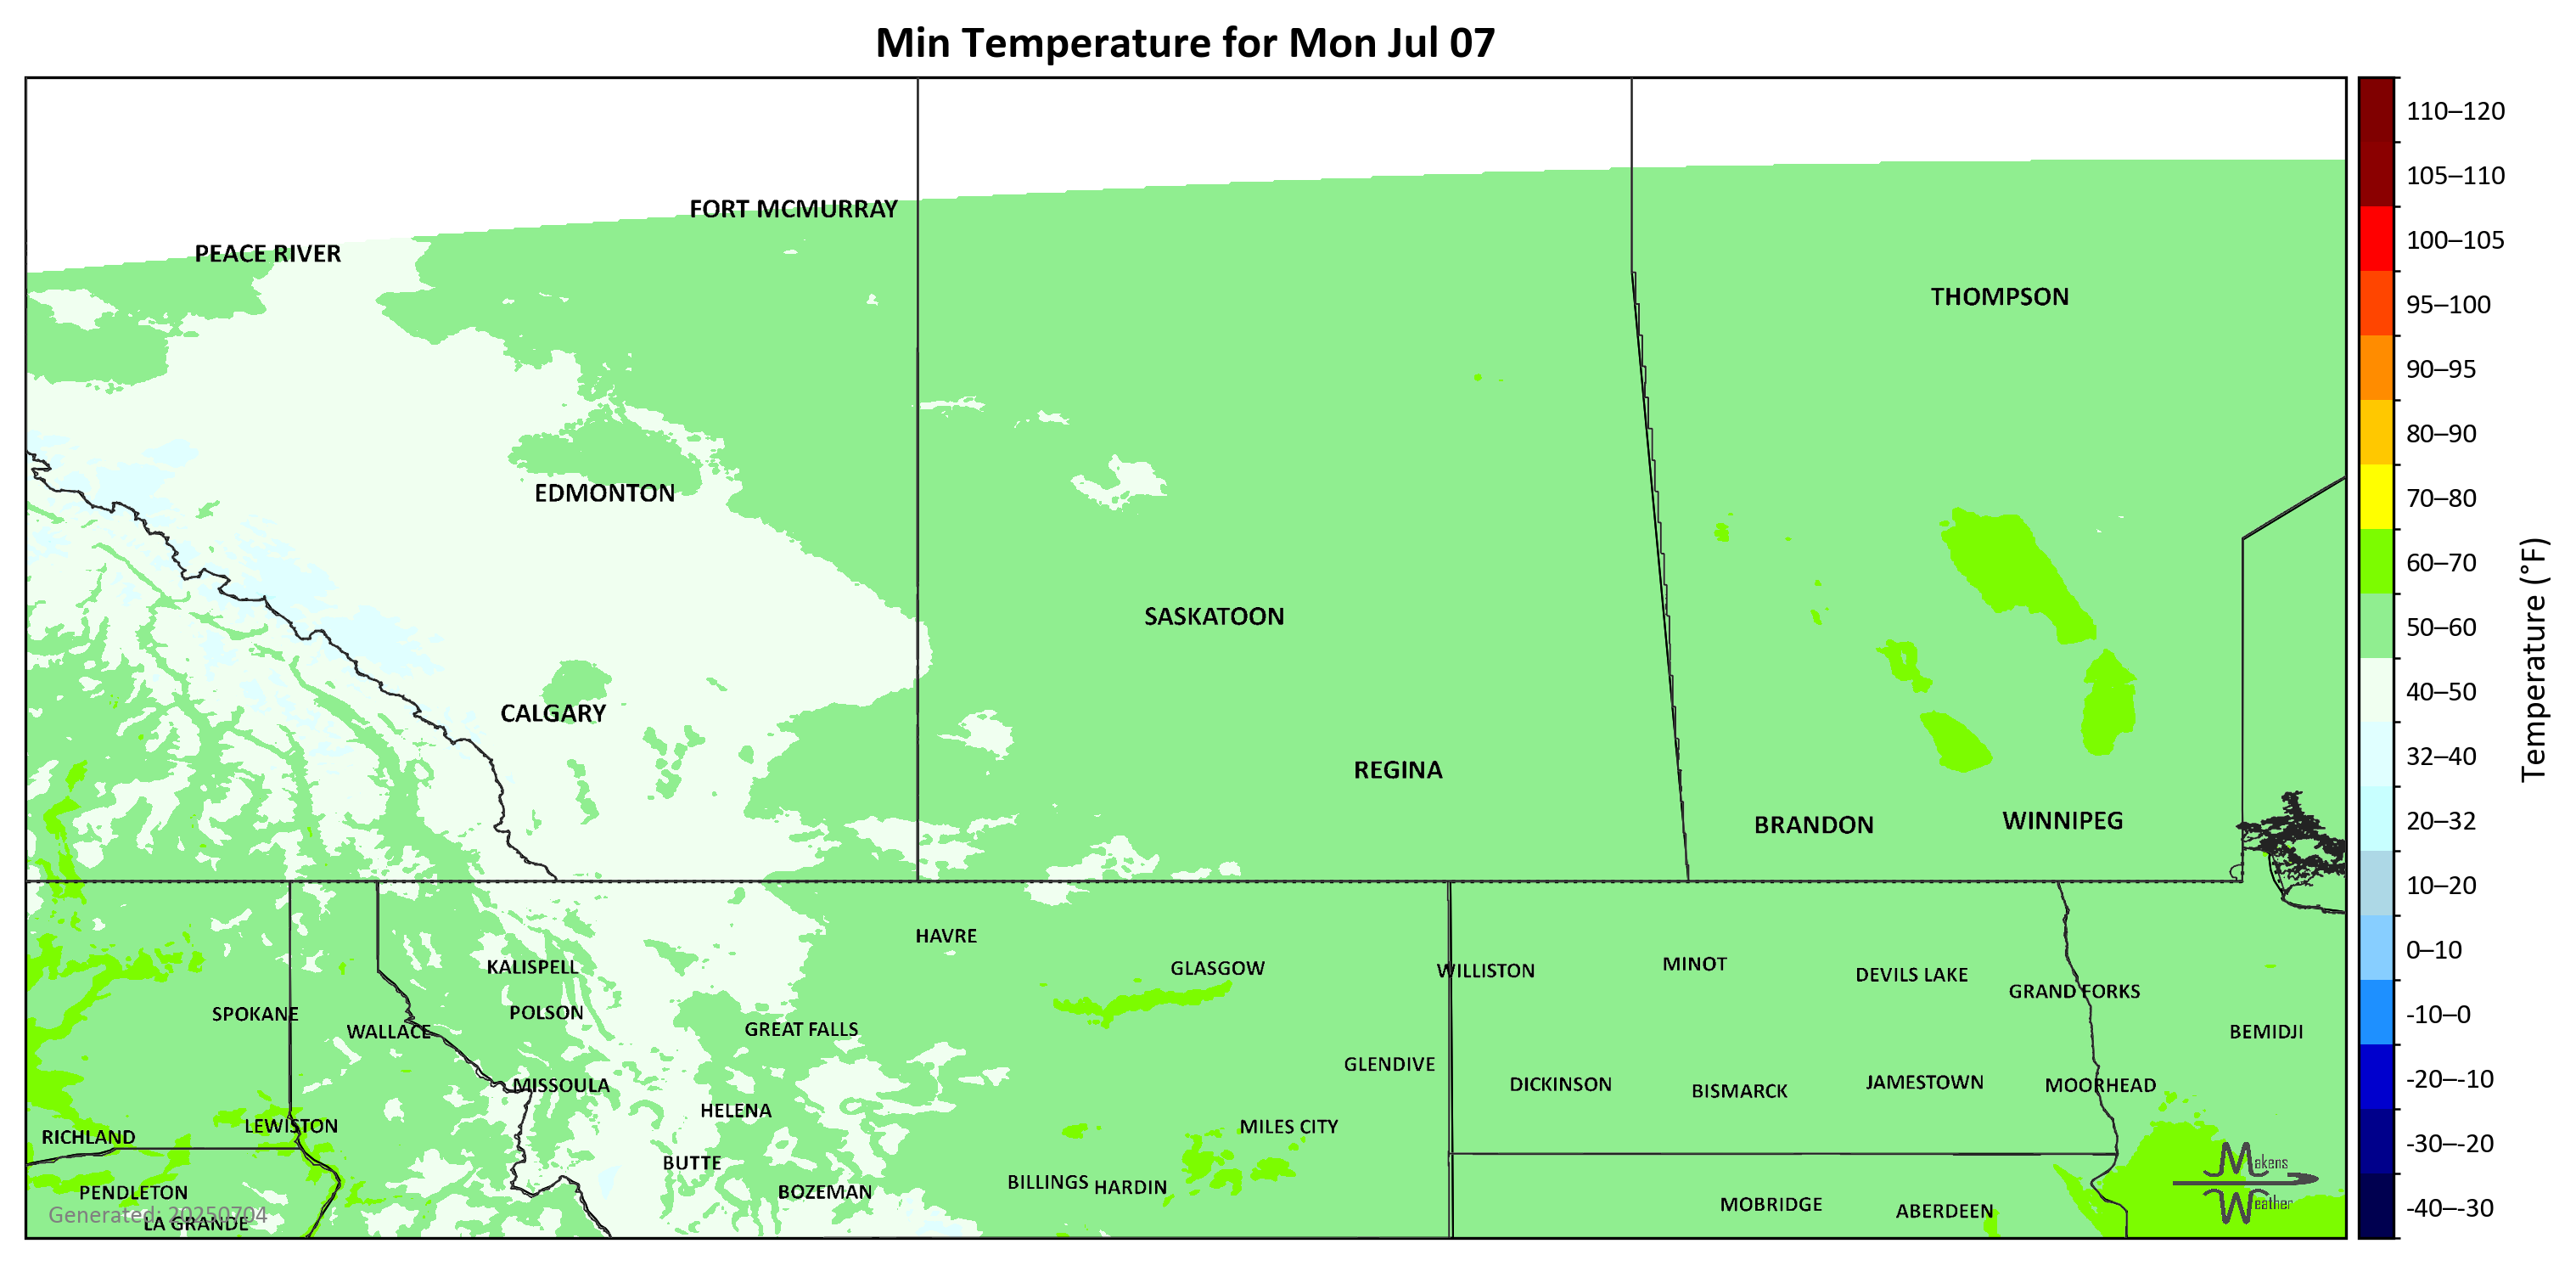 Min Temperature for Mon Jul 07
FORT MCMURRAY
PEACE RIVER
THOMPSON
EDMONTON
SASKATOON
CALGARY
REGINA
BRANDON
WINNIPEG
HAVRE
KALISPELL
GLASGOW
WILLISTON
MINOT
DEVILS LAKE
GRAND FORKS
SPOKANE
POLSON
WALLACE
GREAT FALLS
BEMIDJI
GLENDIVE
MISSOULA
DICKINSON
BISMARCK
JAMESTOWN
MOORHEAD
HELENA
RICHLAND
LEWISTON
MILES CITY
BUTTE
BILLINGS
HARDIN
PENDLETON
BOZEMAN
MOBRIDGE
ABERDEEN
LA GRANDE
Generated: 20250704
Makens
Weather
110–120
105–110
100–105
95–100
90–95
80–90
70–80
60–70
50–60
40–50
32–40
20–32
10–20
0–10
-10–0
-20–-10
-30–-20
-40–-30
Temperature (°F)